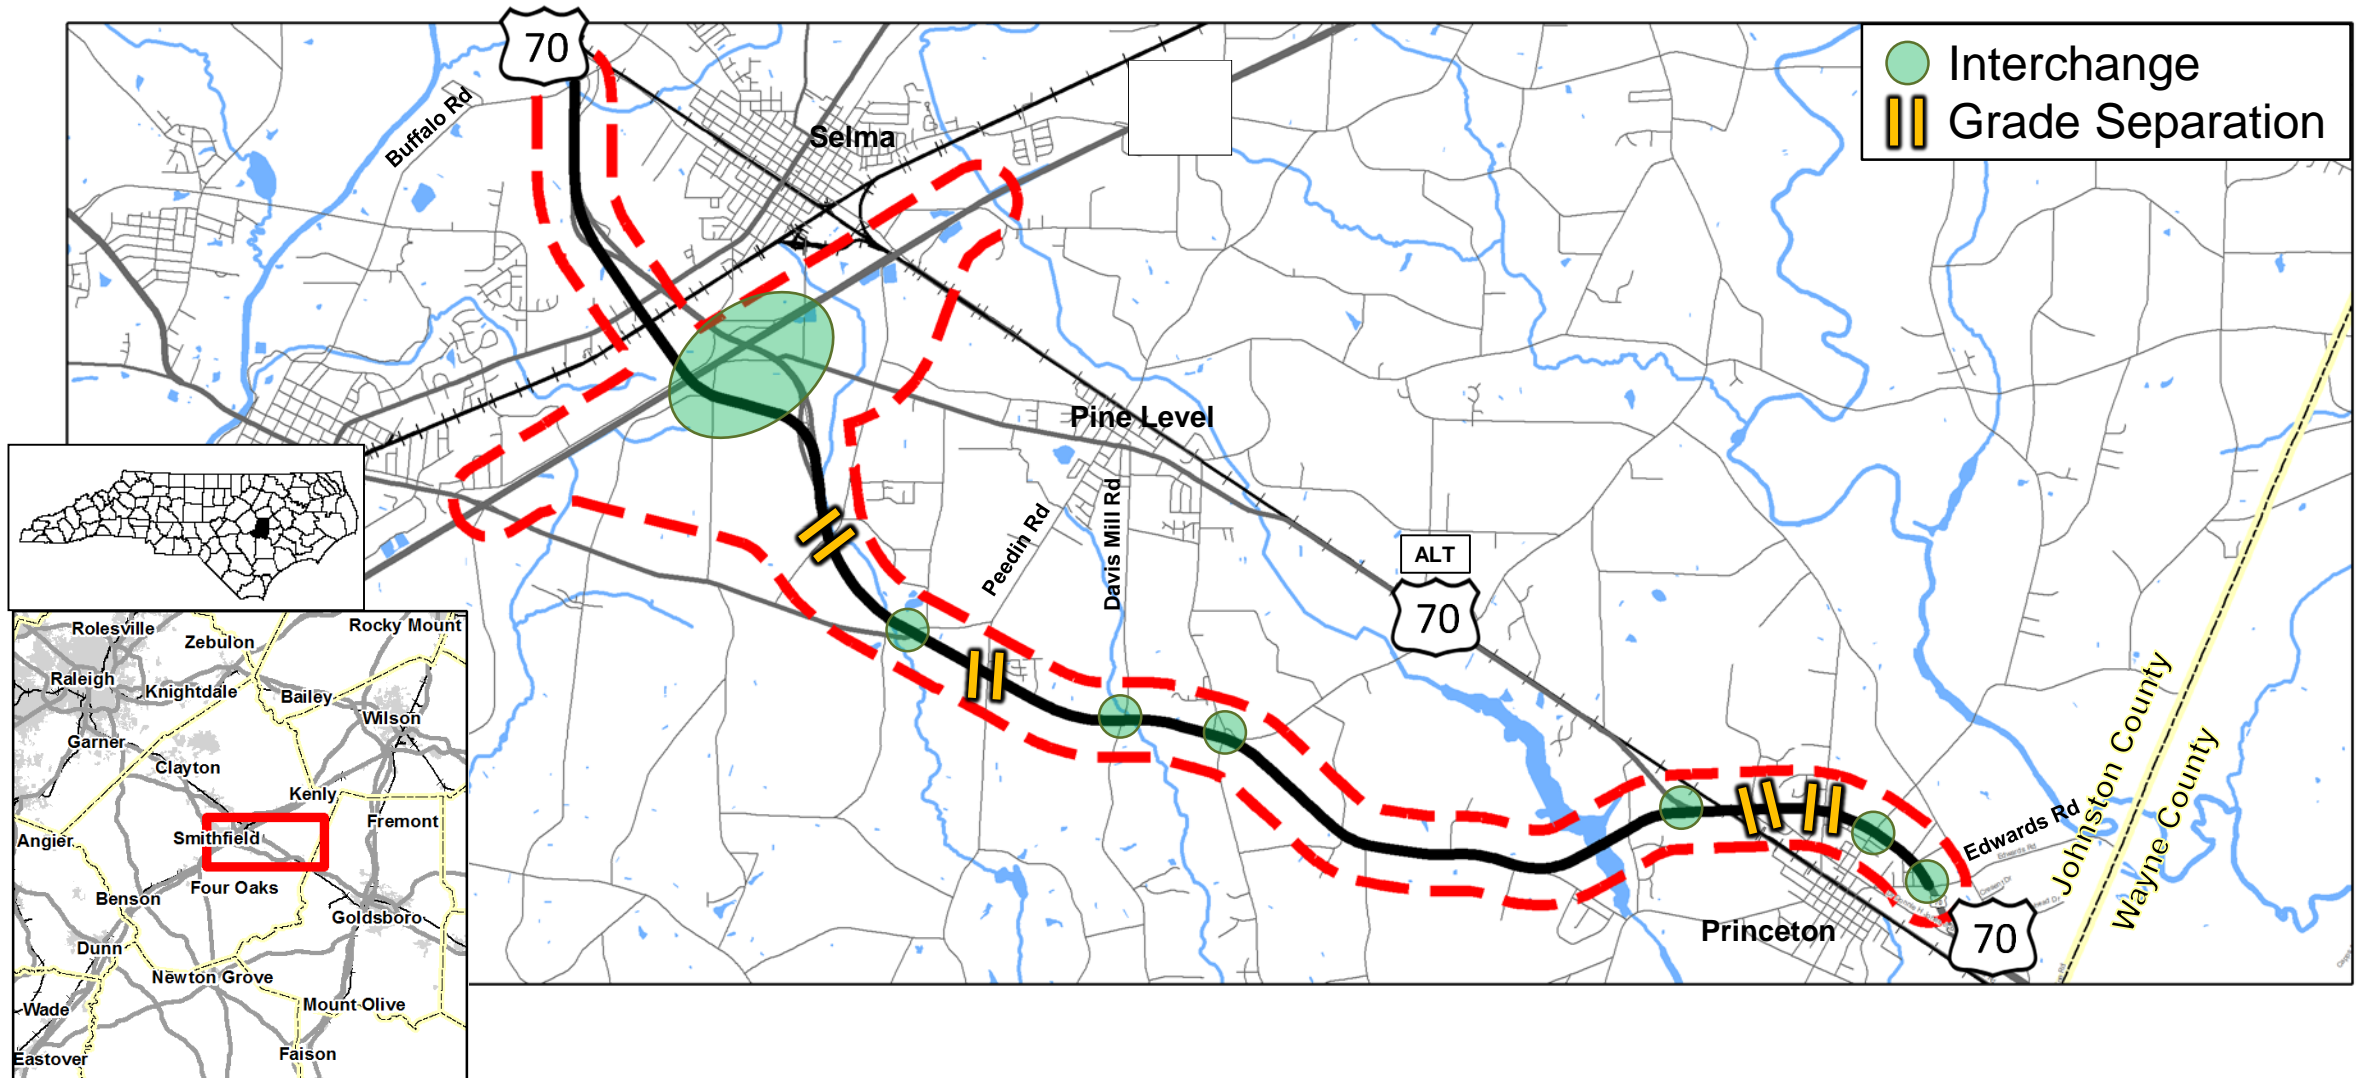 70
Interchange
Grade Separation
Buffalo Rd
Selma
Pine Level
Peedin Rd
Davis Mill Rd
ALT
70
Edwards Rd
Edwards Rd
Johnston County
Wayne County
Princeton
70
Rolesville
Zebulon
Rocky Mount
Raleigh
Knightdale
Bailey
Wilson
Garner
Clayton
Kenly
Fremont
Angier
Smithfield
Four Oaks
Benson
Goldsboro
Dunn
Newton Grove
Mount Olive
Wade
Faison
Eastover